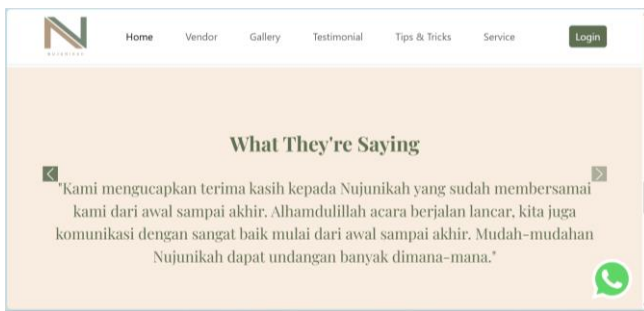 N
NUJUNIKAH
Home Vendor Gallery Testimonial Tips & Tricks Service Login
What They're Saying
"Kami mengucapkan terima kasih kepada Nujunikah yang sudah membersamai
kami dari awal sampai akhir. Alhamdulillah acara berjalan lancar, kita juga
komunikasi dengan sangat baik mulai dari awal sampai akhir. Mudah-mudahan
Nujunikah dapat undangan banyak dimana-mana."